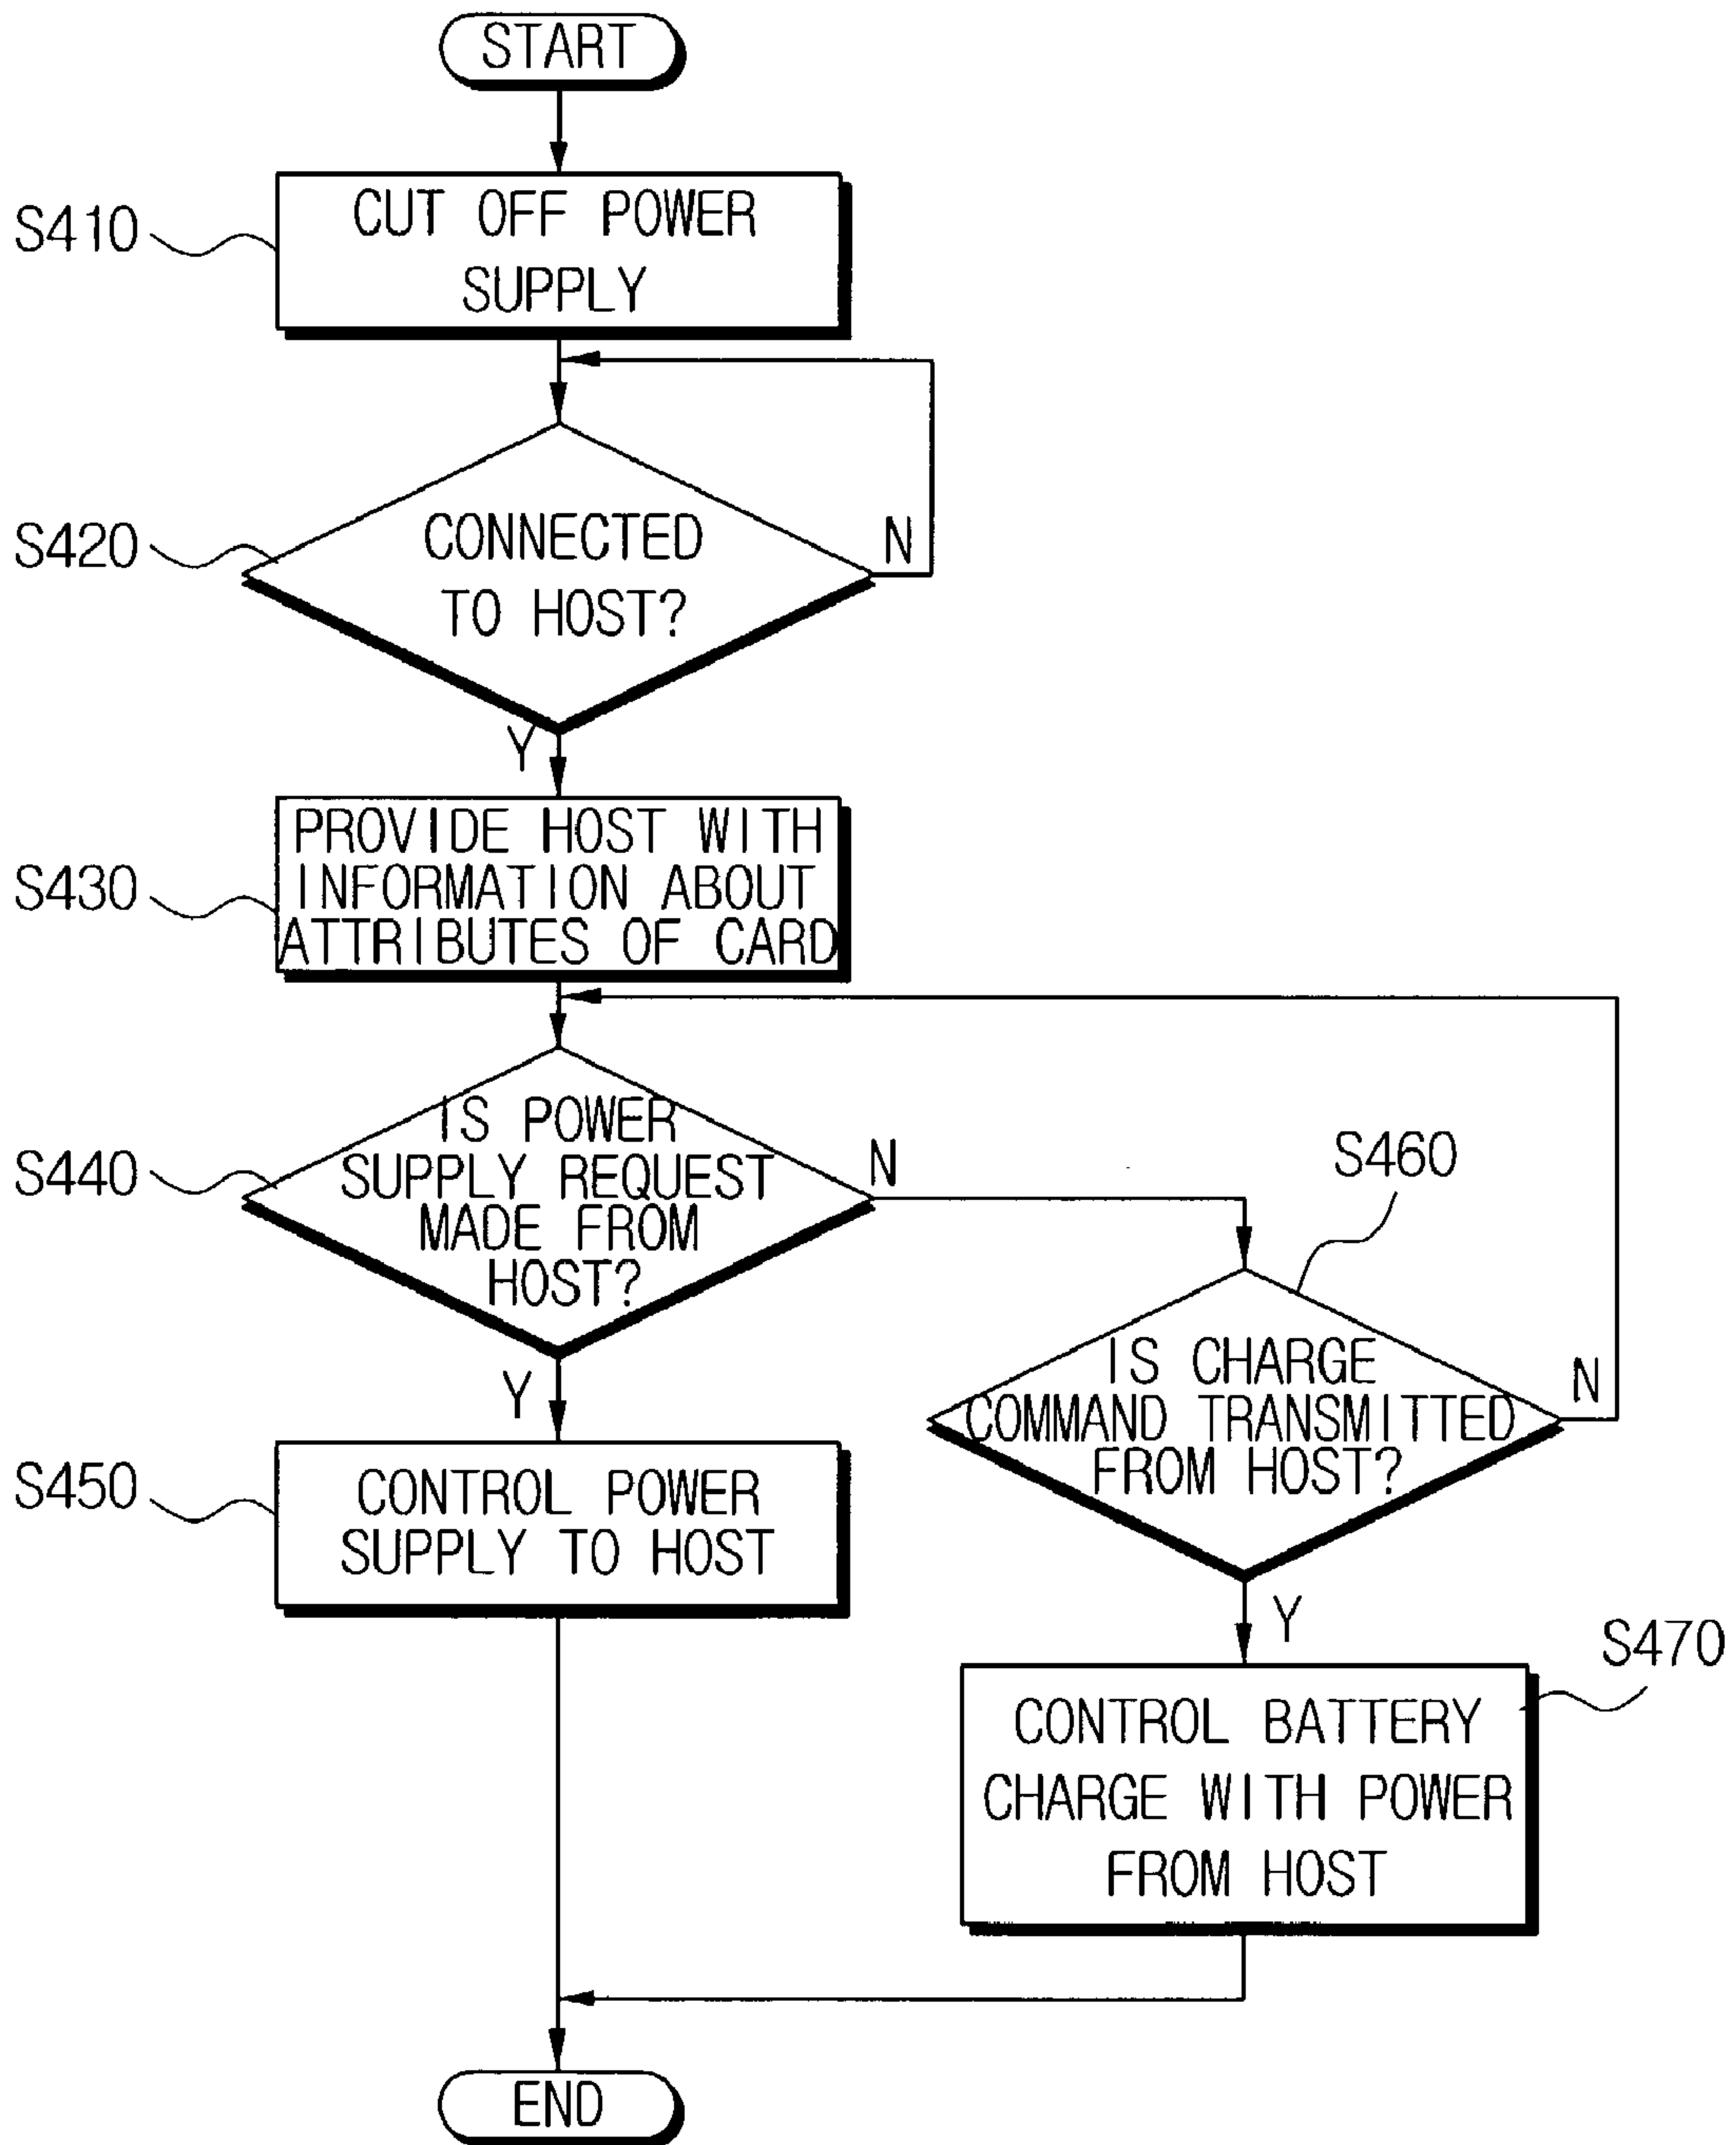 START
S410
CUT OFF POWER
SUPPLY
S420
CONNECTED
TO HOST?
N
Y
S430
PROVIDE HOST WITH
INFORMATION ABOUT
ATTRIBUTES OF CARD
S440
IS POWER
SUPPLY REQUEST
MADE FROM
HOST?
N
Y
S460
IS CHARGE
COMMAND TRANSMITTED
FROM HOST?
N
Y
S450
CONTROL POWER
SUPPLY TO HOST
S470
CONTROL BATTERY
CHARGE WITH POWER
FROM HOST
END